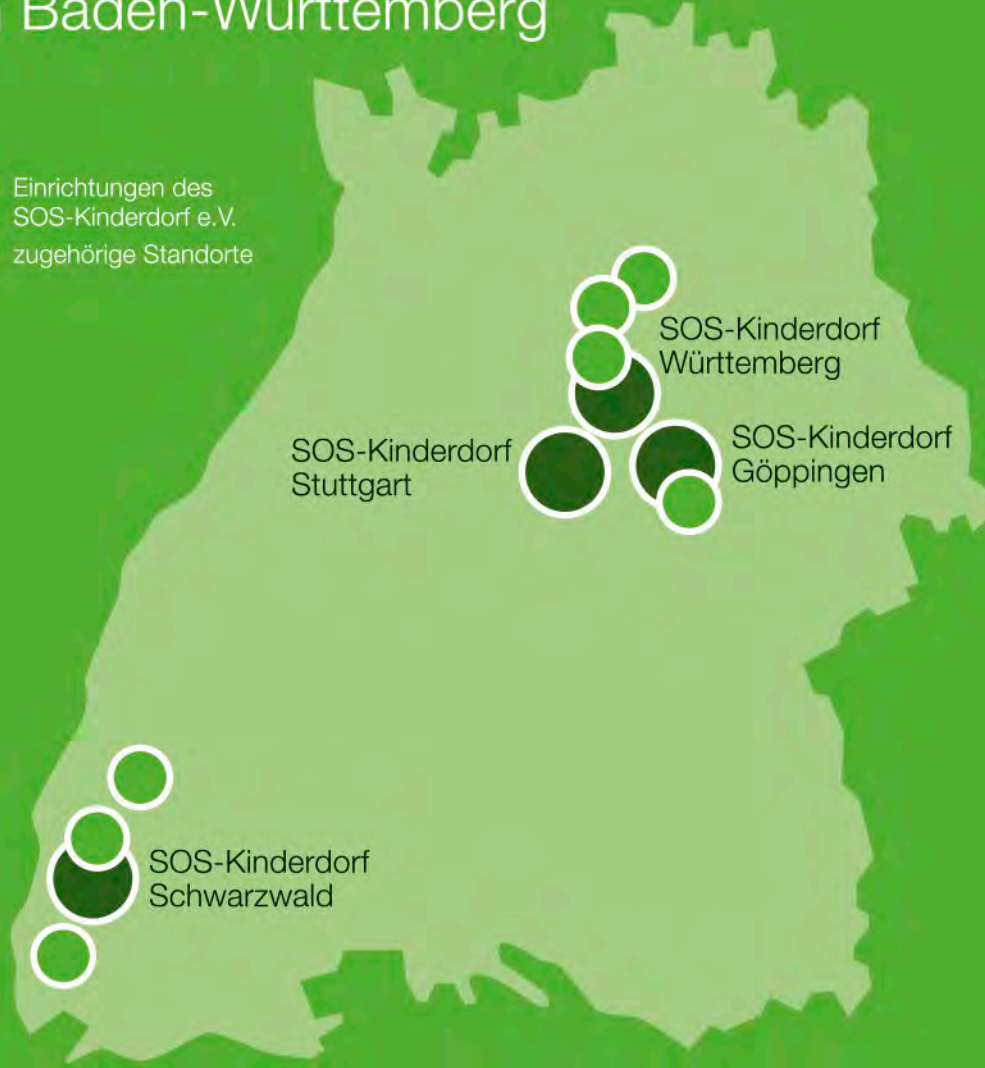 Baden-Württemberg
Einrichtungen des
SOS-Kinderdorf e.V.
zugehörige Standorte
SOS-Kinderdorf
Württemberg
SOS-Kinderdorf
Göppingen
SOS-Kinderdorf
Stuttgart
SOS-Kinderdorf
Schwarzwald